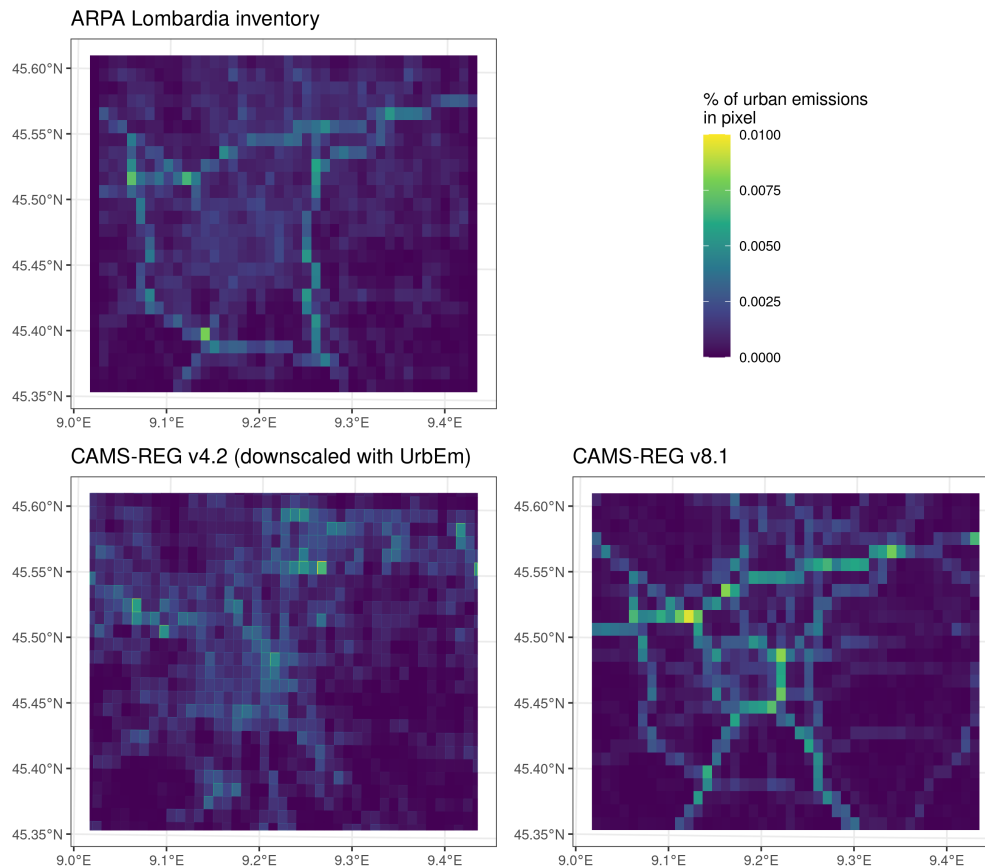 ARPA Lombardia inventory
45.60°N
45.55°N
45.50°N
45.45°N
45.40°N
45.35°N
9.0°E 9.1°E 9.2°E 9.3°E 9.4°E
% of urban emissions
in pixel
0.0100
0.0075
0.0050
0.0025
0.0000
CAMS-REG v4.2 (downscaled with UrbEm)
45.60°N
45.55°N
45.50°N
45.45°N
45.40°N
45.35°N
9.0°E 9.1°E 9.2°E 9.3°E 9.4°E
CAMS-REG v8.1
45.60°N
45.55°N
45.50°N
45.45°N
45.40°N
45.35°N
9.0°E 9.1°E 9.2°E 9.3°E 9.4°E